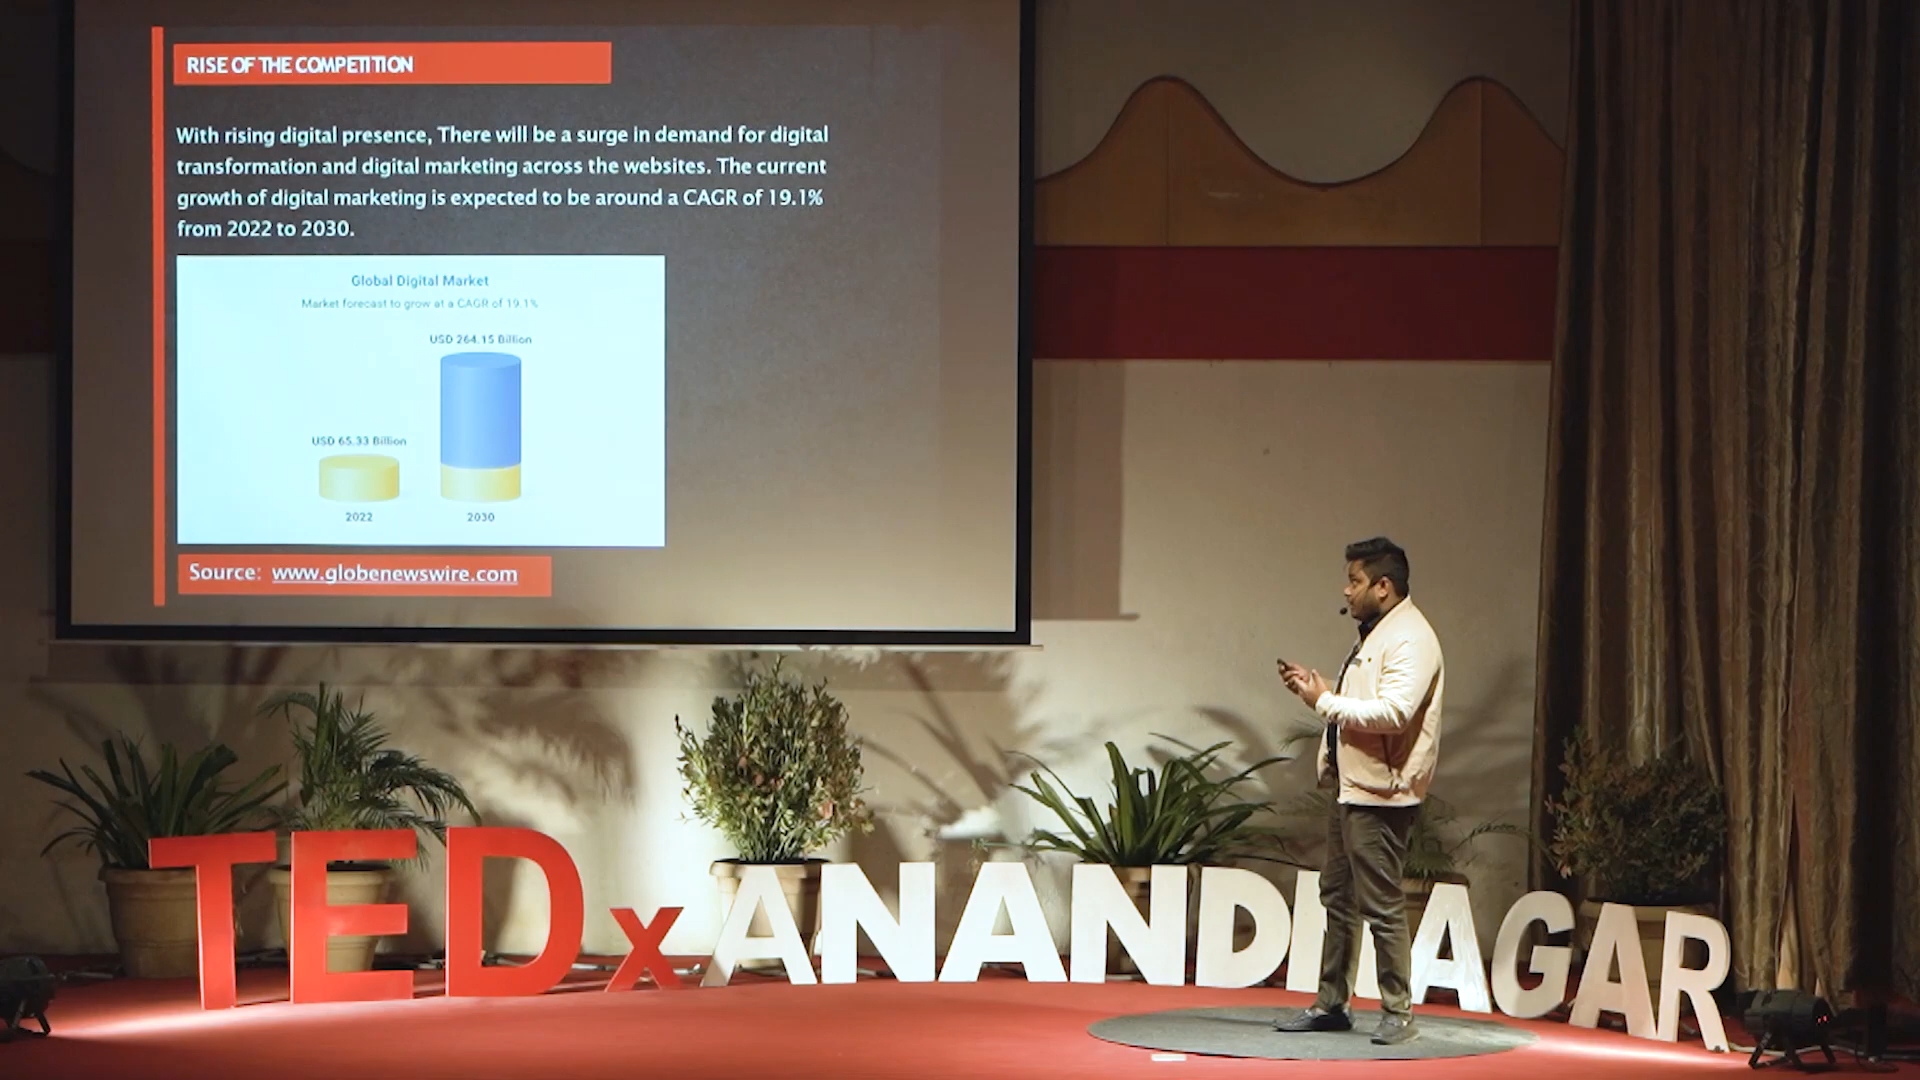 RISE OF THE COMPETITION
With rising digital presence, There will be a surge in demand for digital
transformation and digital marketing across the websites. The current
growth of digital marketing is expected to be around a CAGR of 19.1%
from 2022 to 2030.
Global Digital Market
Market forecast to grow at a CAGR of 19.1%
USD 264.15 Billion
USD 65.33 Billion
2022
2030
Source: www.globenewswire.com
TEDxANANDNAGAR